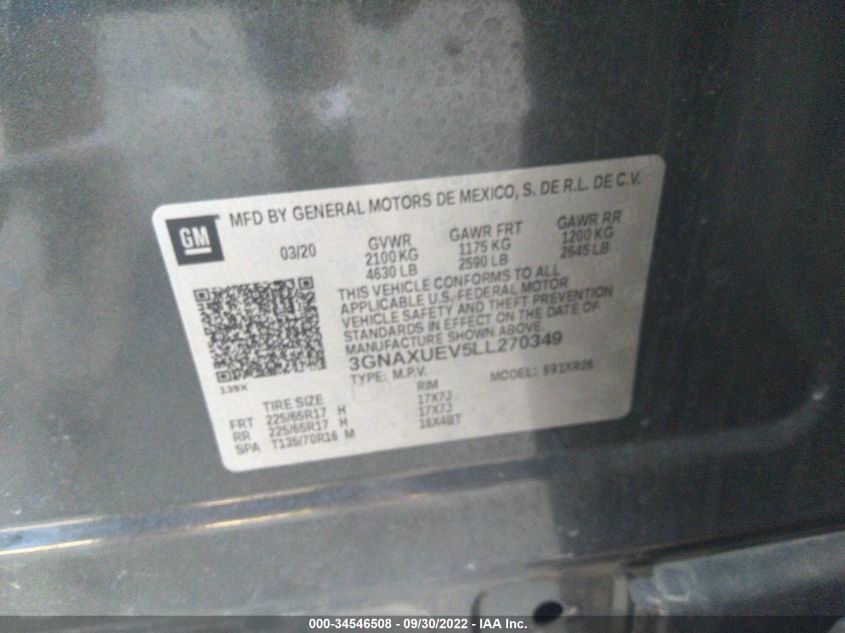 GM
MFD BY GENERAL MOTORS DE MEXICO, S. DE R.L. DE C.V.
03/20 GVWR GAWR FRT GAWR RR
2100 KG 1175 KG 1200 KG
4630 LB 2590 LB 2645 LB
THIS VEHICLE CONFORMS TO ALL
APPLICABLE U.S. FEDERAL MOTOR
VEHICLE SAFETY AND THEFT PREVENTION
STANDARDS IN EFFECT ON THE DATE OF
MANUFACTURE SHOWN ABOVE.
3GNAXUEV5LL270349
139X
TYPE: M.P.V. MODEL: S91XR26
TIRE SIZE RIM
FRT 225/65R17 H 17X7J
RR 225/65R17 H 17X7J
SPA T135/70R16 M 16X4BT
000-34546508 - 09/30/2022 - IAA Inc.